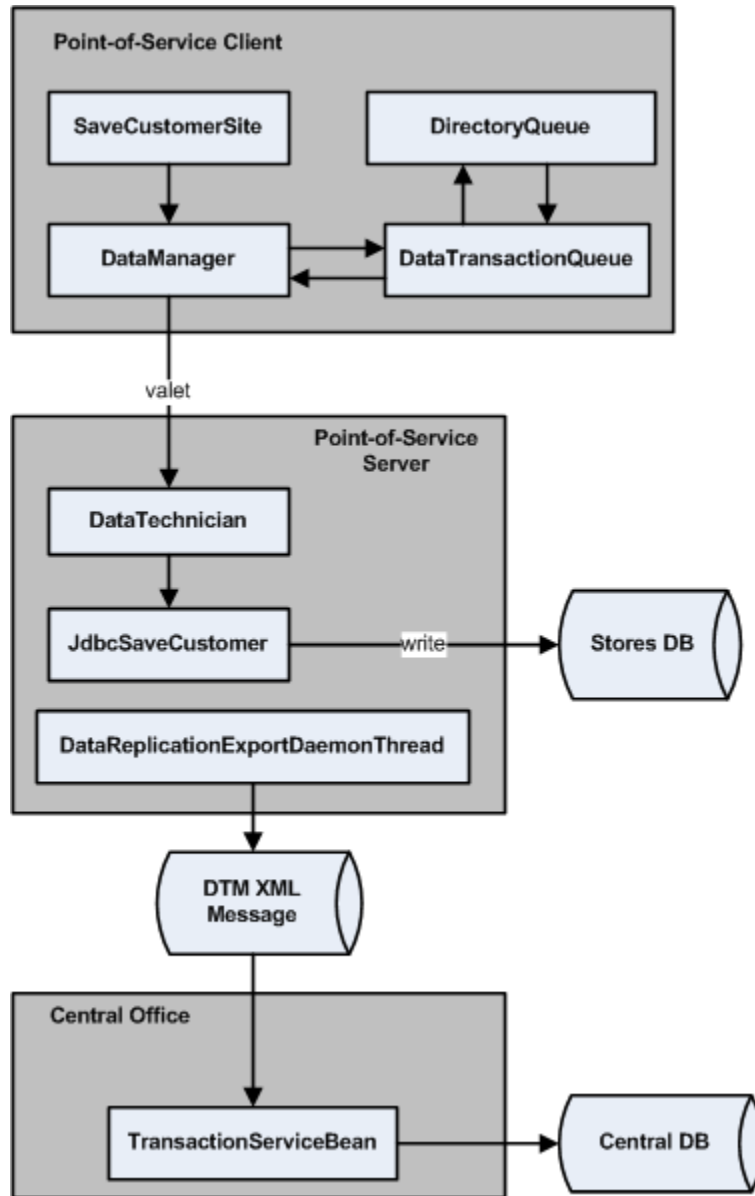 Point-of-Service Client
SaveCustomerSite
DirectoryQueue
DataManager
DataTransactionQueue
valet
Point-of-Service
Server
DataTechnician
JdbcSaveCustomer
write
Stores DB
DataReplicationExportDaemonThread
DTM XML
Message
Central Office
TransactionServiceBean
Central DB